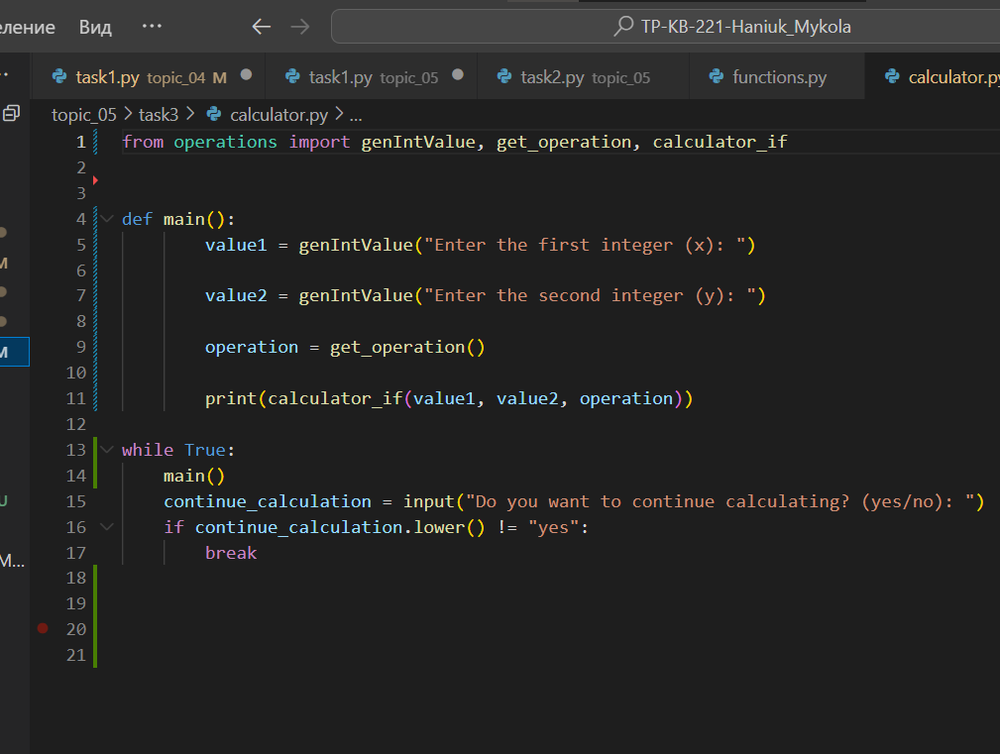 еление Вид ··· ← → TP-KB-221-Haniuk_Mykola
task1.py topic_04 M task1.py topic_05 task2.py topic_05 functions.py calculator.py
topic_05 > task3 > calculator.py > ...
1 from operations import genIntValue, get_operation, calculator_if
2
3
4 def main():
5 value1 = genIntValue("Enter the first integer (x): ")
6
M
7 value2 = genIntValue("Enter the second integer (y): ")
8
9 operation = get_operation()
M
10
11 print(calculator_if(value1, value2, operation))
12
13 while True:
14 main()
15 continue_calculation = input("Do you want to continue calculating? (yes/no): ")
U
16 if continue_calculation.lower() != "yes":
17 break
M...
18
19
20
21